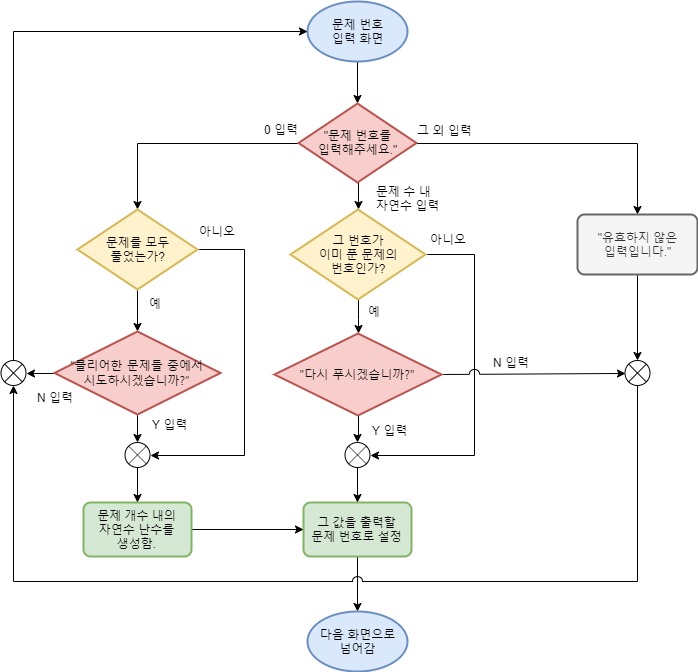 문제 번호
입력 화면
0 입력
"문제 번호를
입력해주세요."
그 외 입력
문제 수 내
자연수 입력
문제를 모두
풀었는가?
아니오
그 번호가
이미 푼 문제의
번호인가?
아니오
"유효하지 않은
입력입니다."
예
예
"클리어한 문제들 중에서
시도하시겠습니까?"
N 입력
"다시 푸시겠습니까?"
N 입력
Y 입력
Y 입력
문제 개수 내의
자연수 난수를
생성함.
그 값을 출력할
문제 번호로 설정
다음 화면으로
넘어감